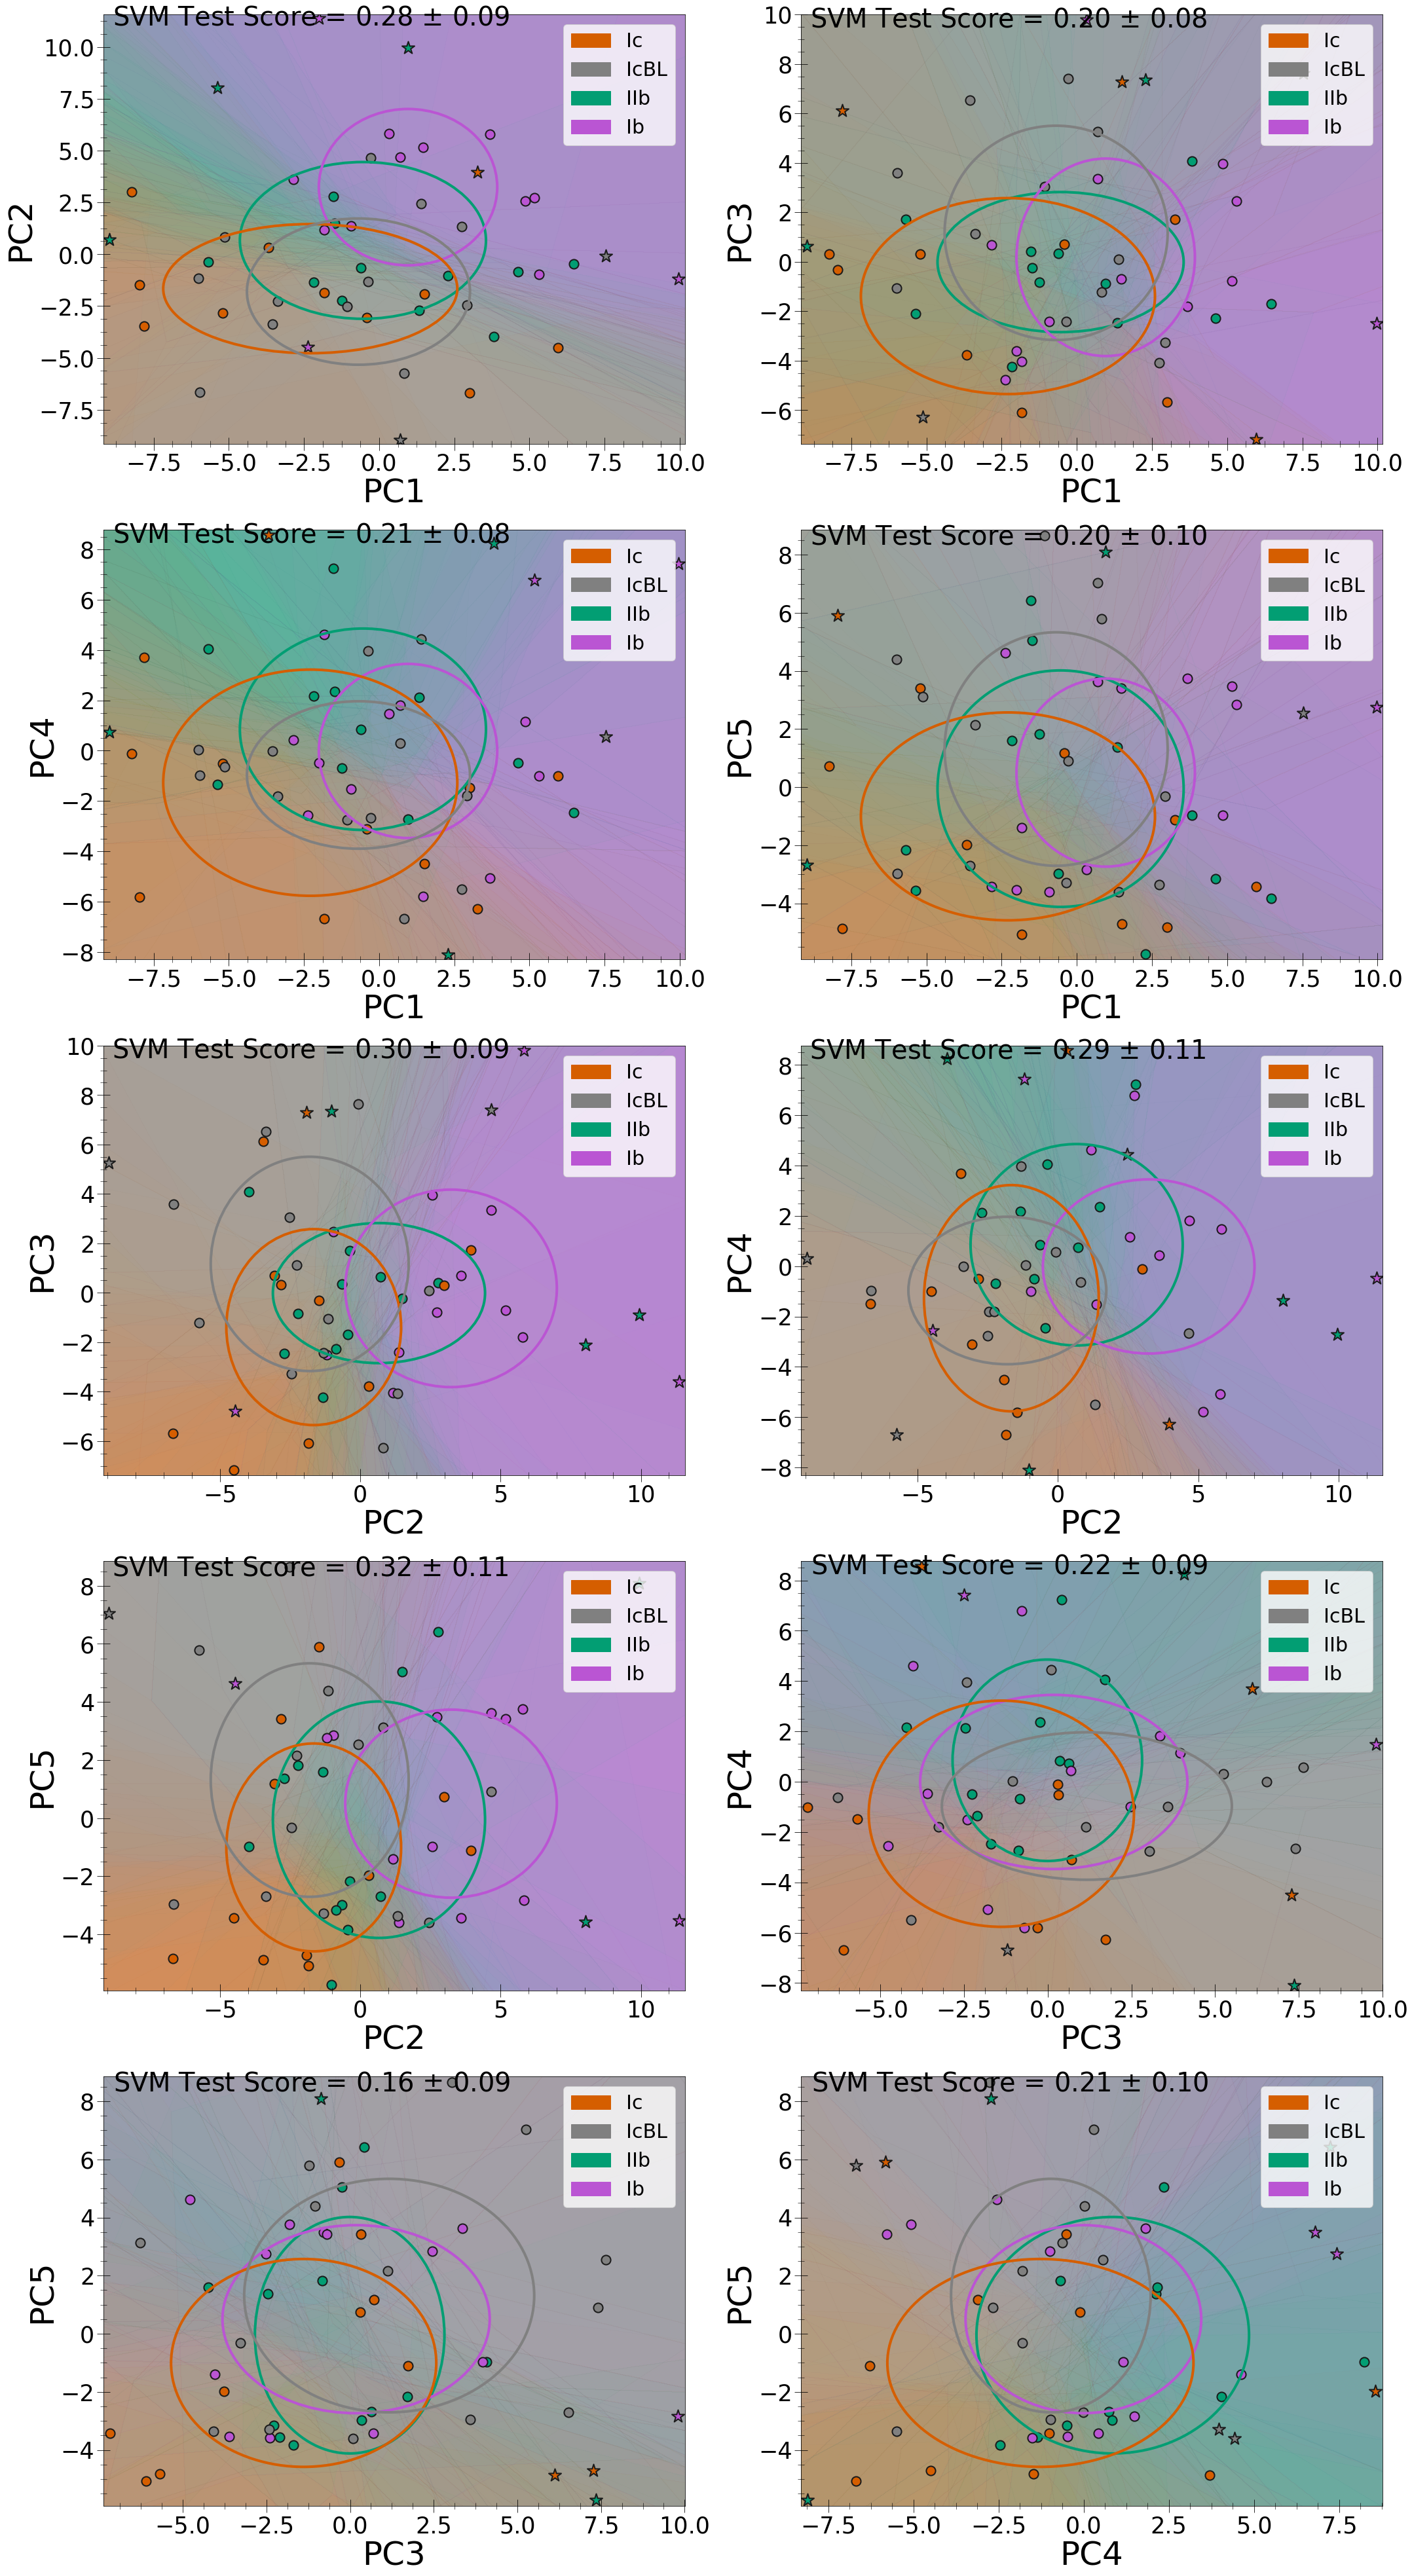 SVM Test Score = 0.28 ± 0.09
Ic
IcBL
IIb
Ib
10.0
7.5
5.0
2.5
0.0
−2.5
−5.0
−7.5
PC2
−7.5 −5.0 −2.5 0.0 2.5 5.0 7.5 10.0
PC1
SVM Test Score = 0.20 ± 0.08
Ic
IcBL
IIb
Ib
10
8
6
4
2
0
−2
−4
−6
PC3
−7.5 −5.0 −2.5 0.0 2.5 5.0 7.5 10.0
PC1
SVM Test Score = 0.21 ± 0.08
Ic
IcBL
IIb
Ib
8
6
4
2
0
−2
−4
−6
−8
PC4
−7.5 −5.0 −2.5 0.0 2.5 5.0 7.5 10.0
PC1
SVM Test Score = 0.20 ± 0.10
Ic
IcBL
IIb
Ib
8
6
4
2
0
−2
−4
PC5
−7.5 −5.0 −2.5 0.0 2.5 5.0 7.5 10.0
PC1
SVM Test Score = 0.30 ± 0.09
Ic
IcBL
IIb
Ib
10
8
6
4
2
0
−2
−4
−6
PC3
−5 0 5 10
PC2
SVM Test Score = 0.29 ± 0.11
Ic
IcBL
IIb
Ib
8
6
4
2
0
−2
−4
−6
−8
PC4
−5 0 5 10
PC2
SVM Test Score = 0.32 ± 0.11
Ic
IcBL
IIb
Ib
8
6
4
2
0
−2
−4
PC5
−5 0 5 10
PC2
SVM Test Score = 0.22 ± 0.09
Ic
IcBL
IIb
Ib
8
6
4
2
0
−2
−4
−6
−8
PC4
−5.0 −2.5 0.0 2.5 5.0 7.5 10.0
PC3
SVM Test Score = 0.16 ± 0.09
Ic
IcBL
IIb
Ib
8
6
4
2
0
−2
−4
PC5
−5.0 −2.5 0.0 2.5 5.0 7.5 10.0
PC3
SVM Test Score = 0.21 ± 0.10
Ic
IcBL
IIb
Ib
8
6
4
2
0
−2
−4
PC5
−7.5 −5.0 −2.5 0.0 2.5 5.0 7.5
PC4